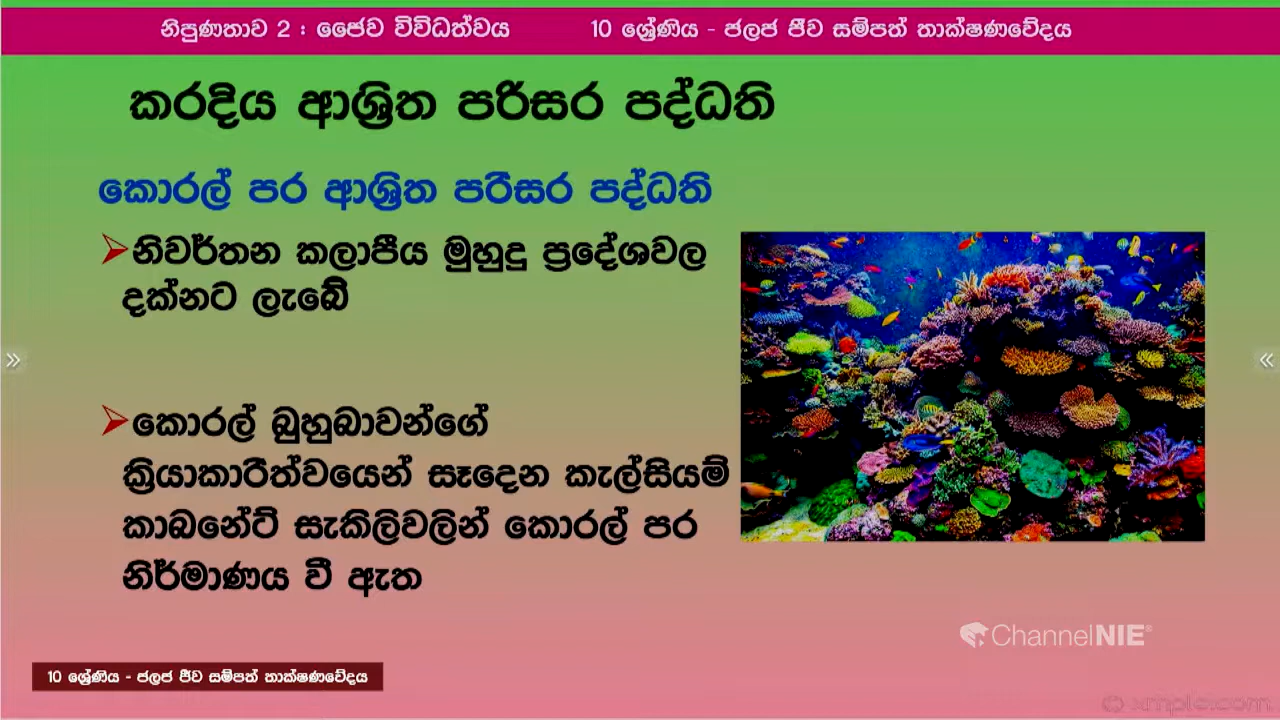 නිපුණතාව 2 : ජෛව විවිධත්වය
10 ශ්‍රේණිය - ජලජ ජීව සම්පත් තාක්ෂණවේදය
කරදිය ආශ්‍රිත පරිසර පද්ධති
කොරල් පර ආශ්‍රිත පරිසර පද්ධති
නිවර්තන කලාපීය මුහුදු ප්‍රදේශවල
දක්නට ලැබේ
කොරල් බුහුබාවන්ගේ
ක්‍රියාකාරිත්වයෙන් සෑදෙන කැල්සියම්
කාබනේට් සැකිලිවලින් කොරල් පර
නිර්මාණය වී ඇත
ChannelNIE
10 ශ්‍රේණිය - ජලජ ජීව සම්පත් තාක්ෂණවේදය